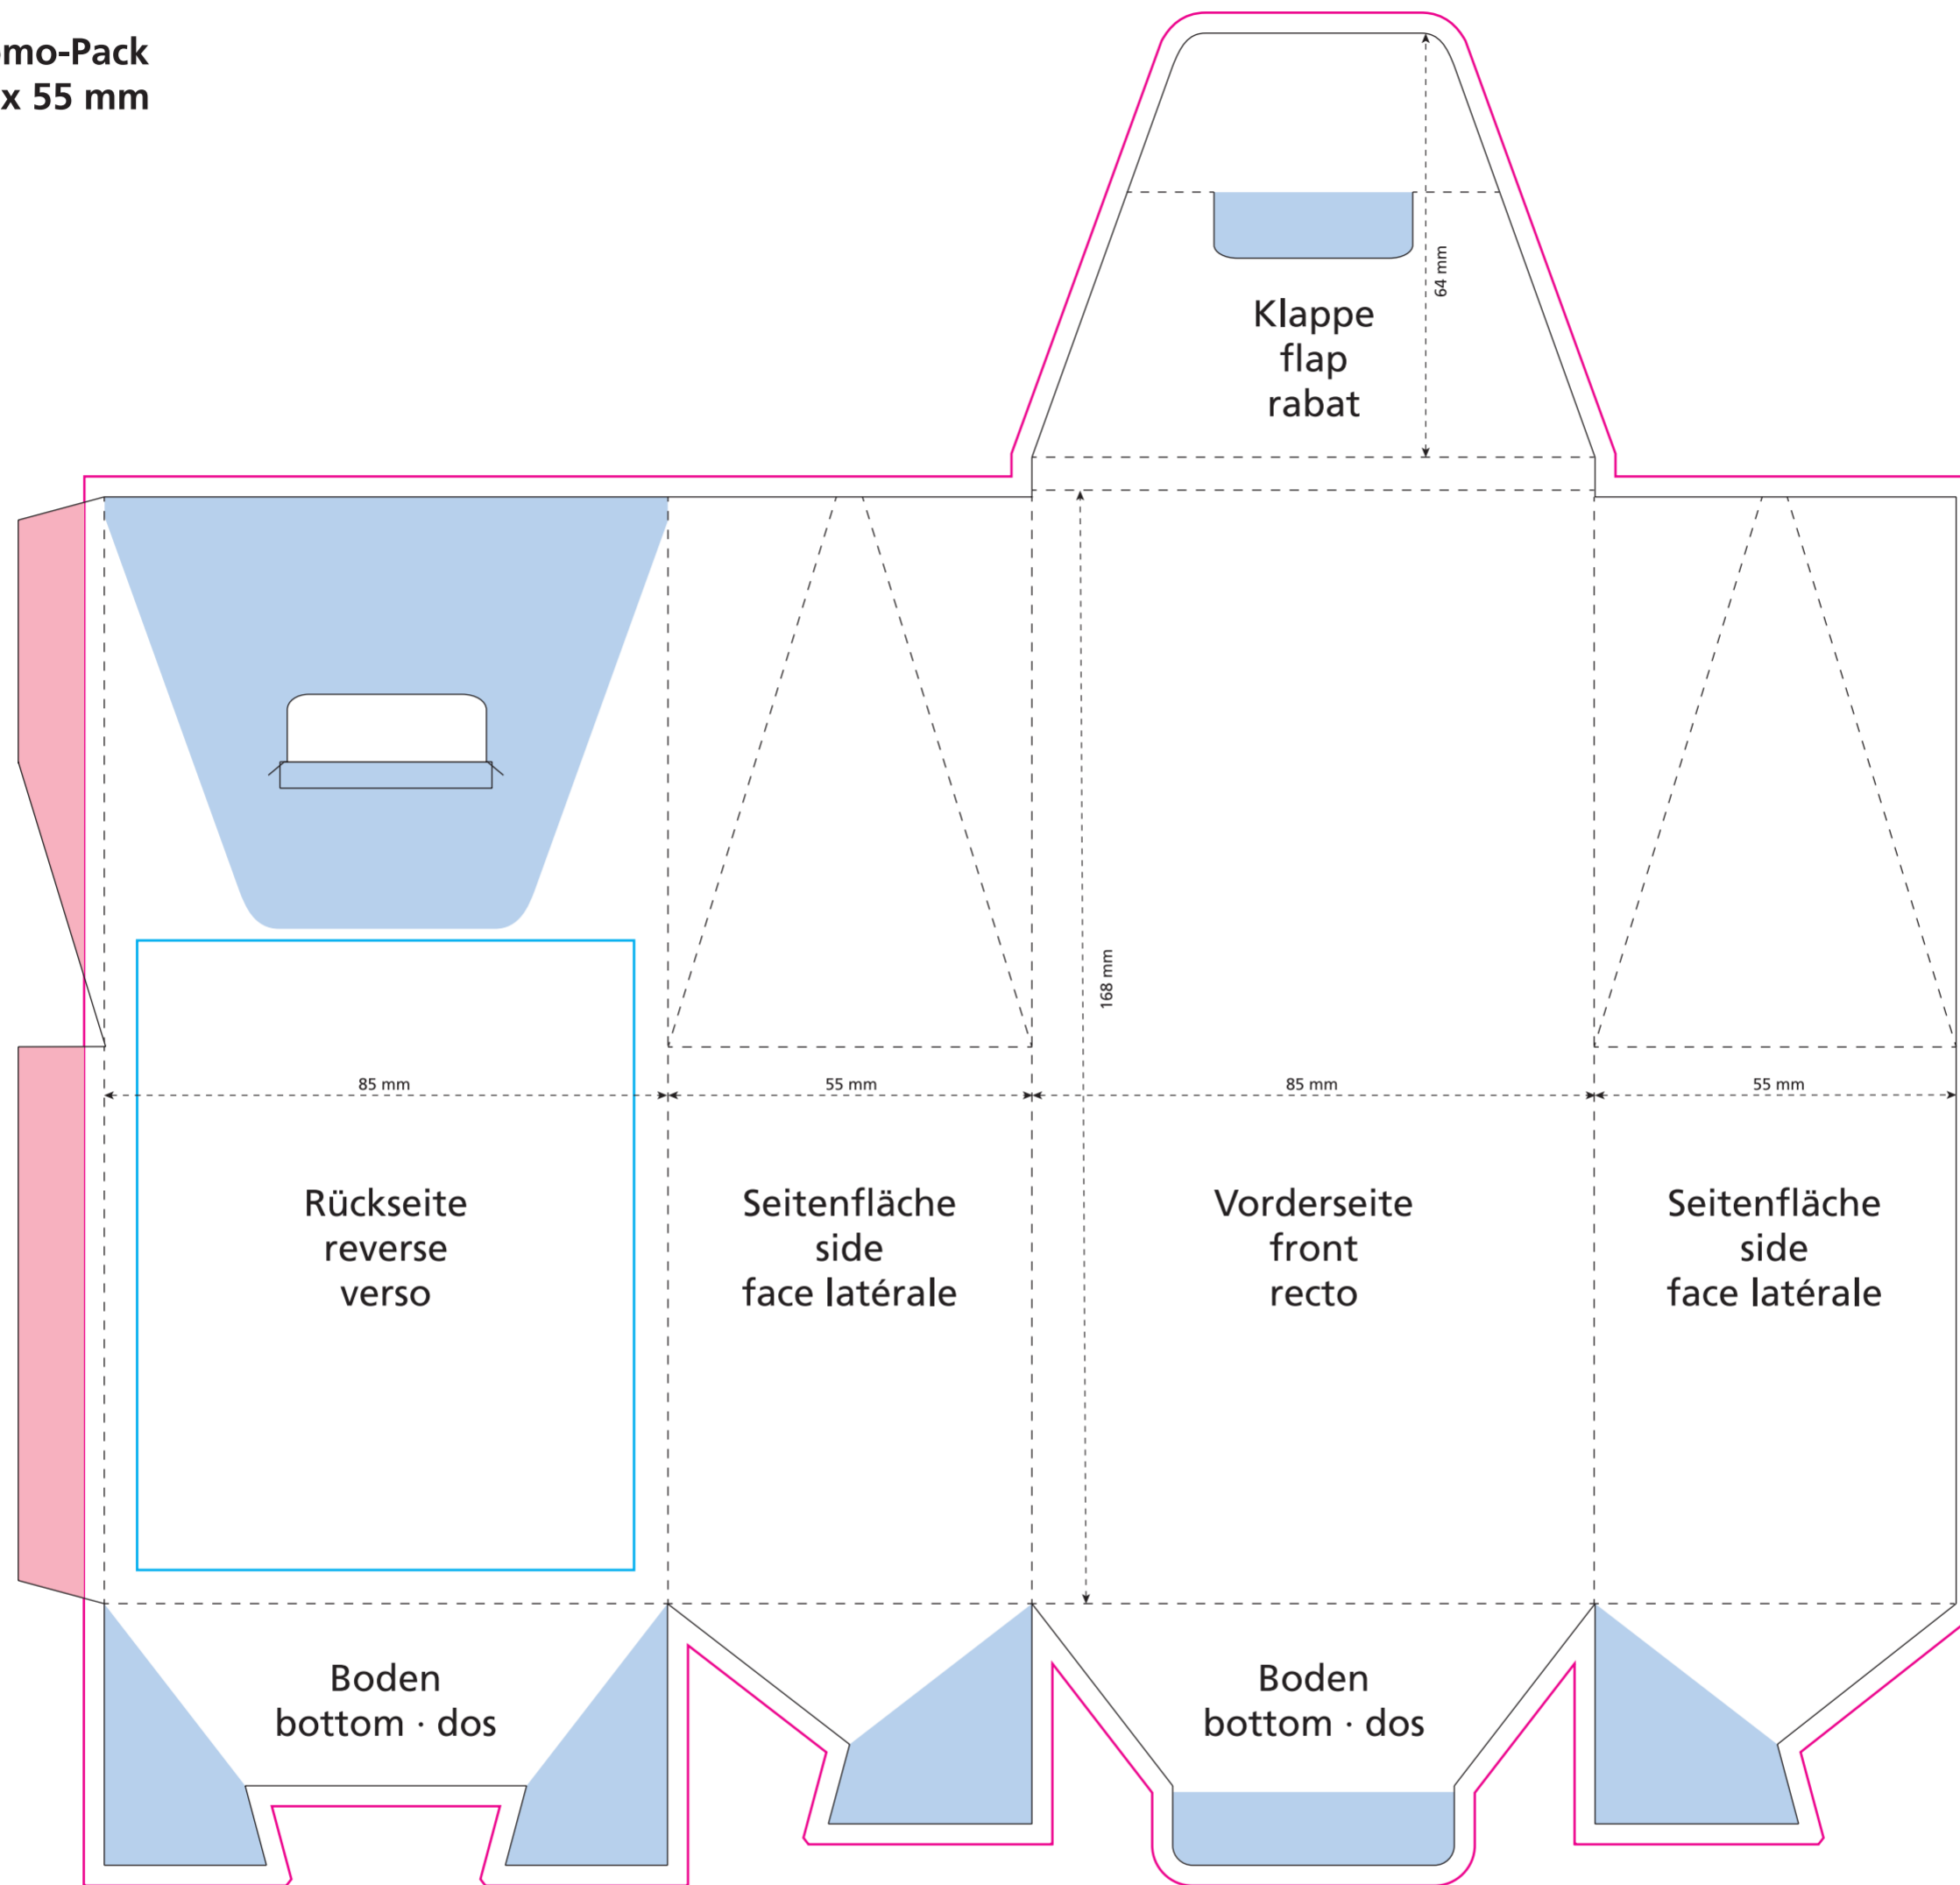 mo-Pack
x 55 mm
64 mm
Klappe
flap
rabat
168 mm
85 mm
55 mm
85 mm
55 mm
Rückseite
reverse
verso
Seitenfläche
side
face latérale
Vorderseite
front
recto
Seitenfläche
side
face latérale
Boden
bottom · dos
Boden
bottom · dos